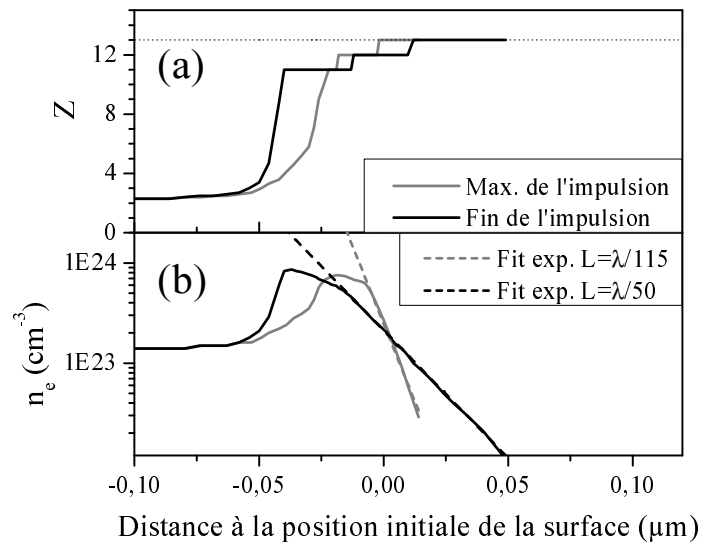 12
8
4
0
Z
(a)
Max. de l'impulsion
Fin de l'impulsion
1E24
1E23
n_e (cm^-3)
(b)
Fit exp. L=λ/115
Fit exp. L=λ/50
-0,10 -0,05 0,00 0,05 0,10
Distance à la position initiale de la surface (µm)